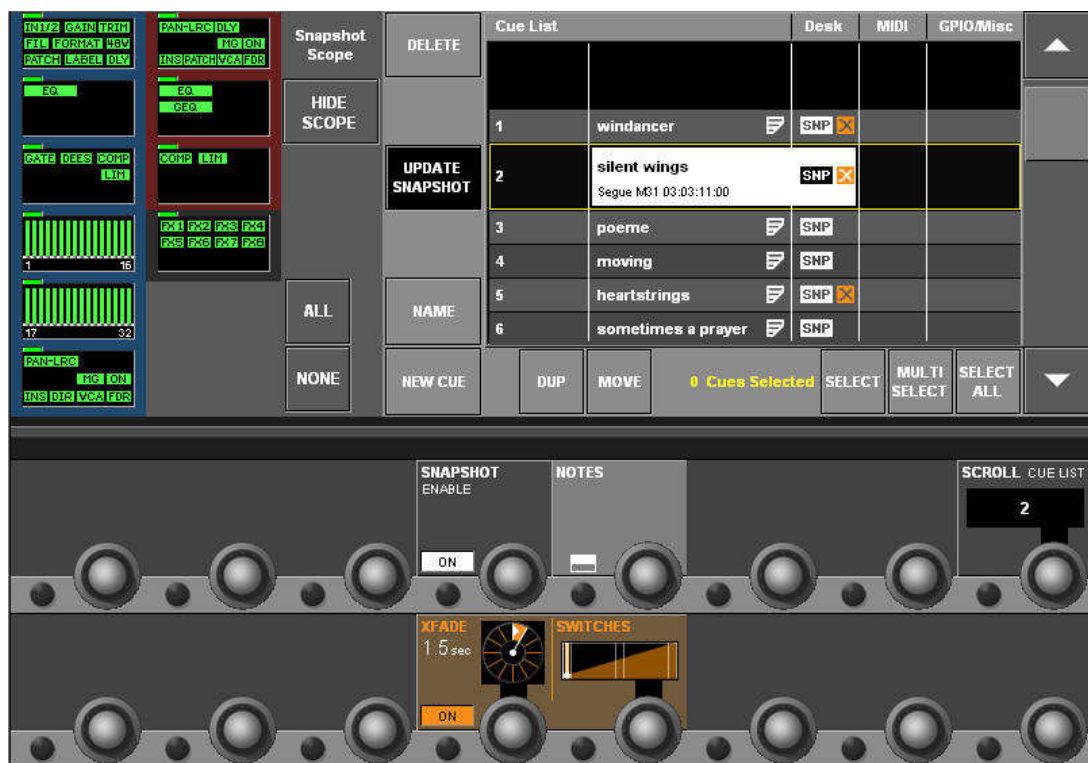 IN1/2 GAIN TRIM
FIL FORMAT 48V
PATCH LABEL DLY
PAN-LRC DLY
MG ON
INS PATCH VCA FDR
Snapshot
Scope
DELETE
Cue List Desk MIDI GPIO/Misc
EQ
EQ
GEQ
HIDE
SCOPE
1 windancer SNP X
GATE DEES COMP
LIM
COMP LIM
UPDATE
SNAPSHOT
2 silent wings SNP X
Segue M31 03:03:11:00
FX1 FX2 FX3 FX4
FX5 FX6 FX7 FX8
3 poeme SNP
1 16
4 moving SNP
ALL
NAME
5 heartstrings SNP X
17 32
6 sometimes a prayer SNP
PAN-LRC
MG ON
INS DIR VCA FDR
NONE
NEW CUE
DUP
MOVE
0 Cues Selected
SELECT
MULTI
SELECT
SELECT
ALL
SNAPSHOT
ENABLE
ON
NOTES
SCROLL CUE LIST
2
XFADE
1.5 sec
ON
SWITCHES